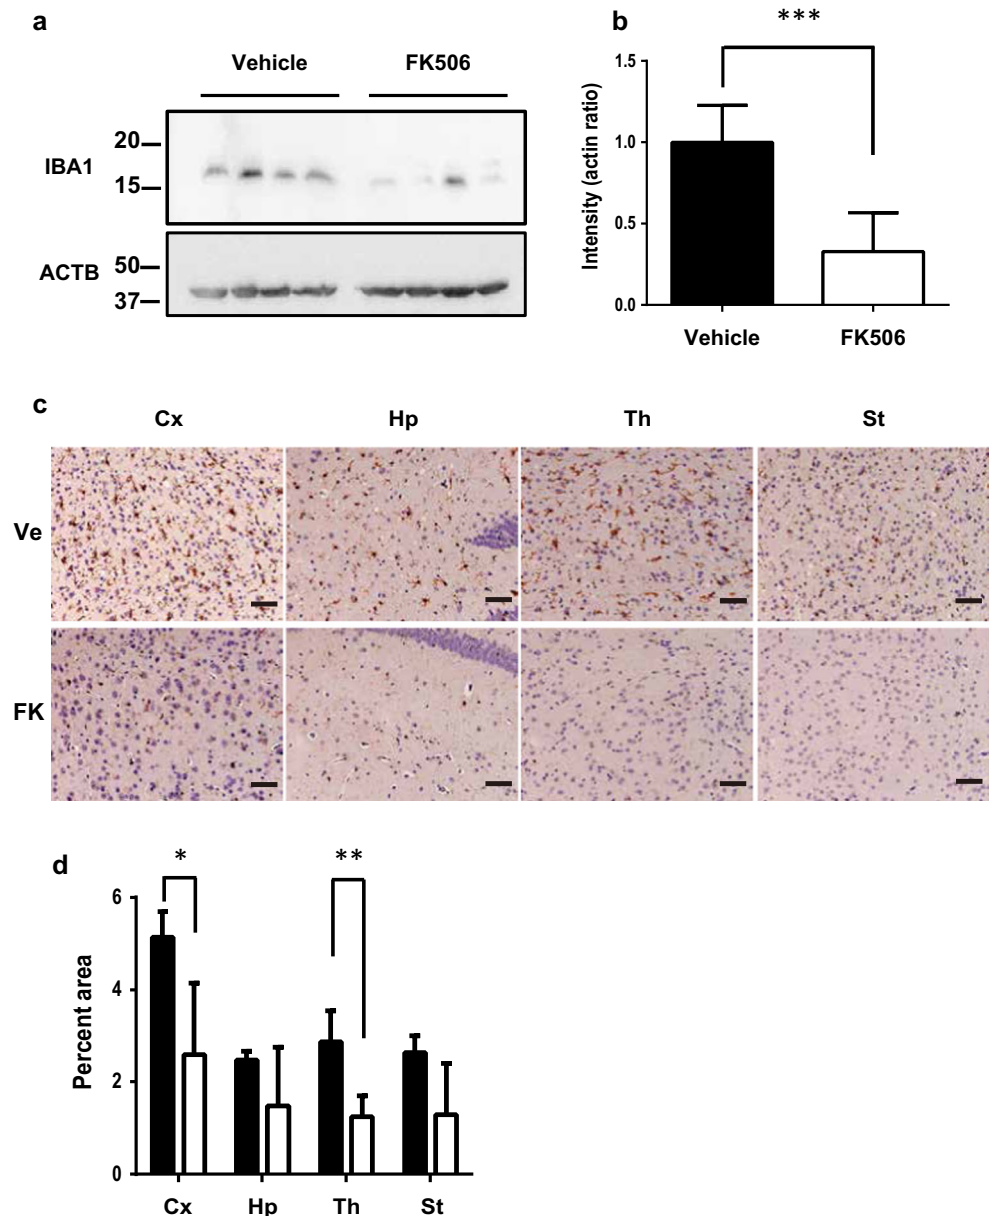 a
Vehicle FK506
IBA1
20
15
ACTB
50
37
b
***
Intensity (actin ratio)
1.5
1.0
0.5
0.0
Vehicle FK506
c
Cx Hp Th St
Ve
FK
d
* **
Percent area
6
4
2
0
Cx Hp Th St